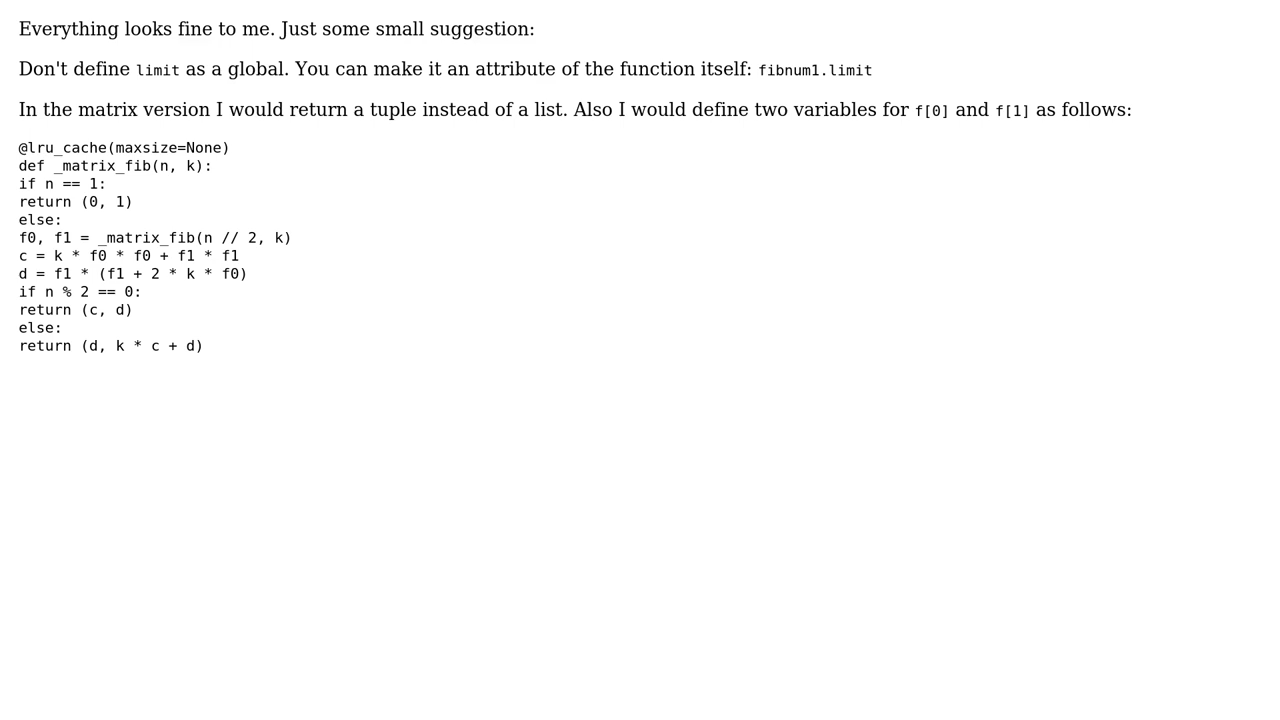 Everything looks fine to me. Just some small suggestion:
Don't define limit as a global. You can make it an attribute of the function itself: fibnum1.limit
In the matrix version I would return a tuple instead of a list. Also I would define two variables for f[0] and f[1] as follows:
@lru_cache(maxsize=None)
def _matrix_fib(n, k):
if n == 1:
return (0, 1)
else:
f0, f1 = _matrix_fib(n // 2, k)
c = k * f0 * f0 + f1 * f1
d = f1 * (f1 + 2 * k * f0)
if n % 2 == 0:
return (c, d)
else:
return (d, k * c + d)